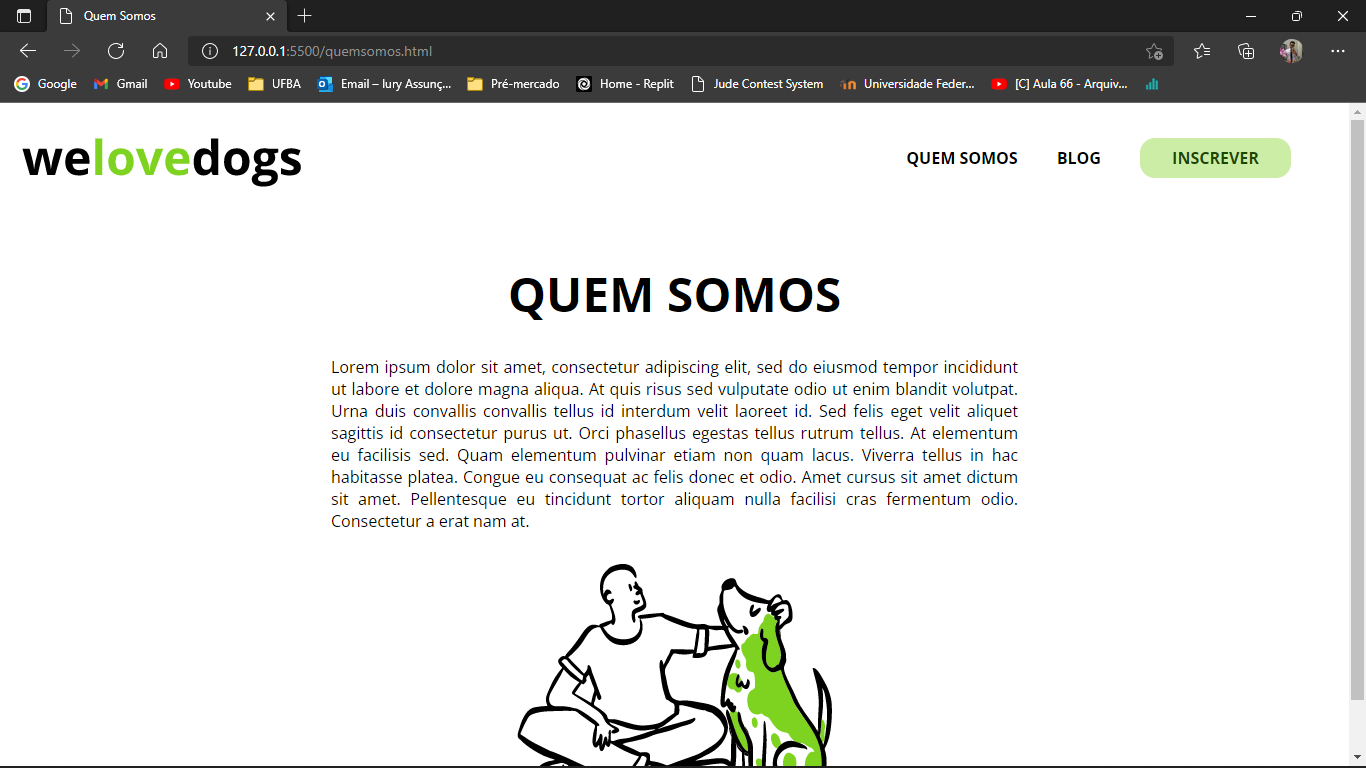 Quem Somos
127.0.0.1:5500/quemsomos.html
Google Gmail Youtube UFBA Email – Iury Assunç... Pré-mercado Home - Replit Jude Contest System Universidade Feder... [C] Aula 66 - Arquiv...
welovedogs QUEM SOMOS BLOG INSCREVER
QUEM SOMOS
Lorem ipsum dolor sit amet, consectetur adipiscing elit, sed do eiusmod tempor incididunt
ut labore et dolore magna aliqua. At quis risus sed vulputate odio ut enim blandit volutpat.
Urna duis convallis convallis tellus id interdum velit laoreet id. Sed felis eget velit aliquet
sagittis id consectetur purus ut. Orci phasellus egestas tellus rutrum tellus. At elementum
eu facilisis sed. Quam elementum pulvinar etiam non quam lacus. Viverra tellus in hac
habitasse platea. Congue eu consequat ac felis donec et odio. Amet cursus sit amet dictum
sit amet. Pellentesque eu tincidunt tortor aliquam nulla facilisi cras fermentum odio.
Consectetur a erat nam at.